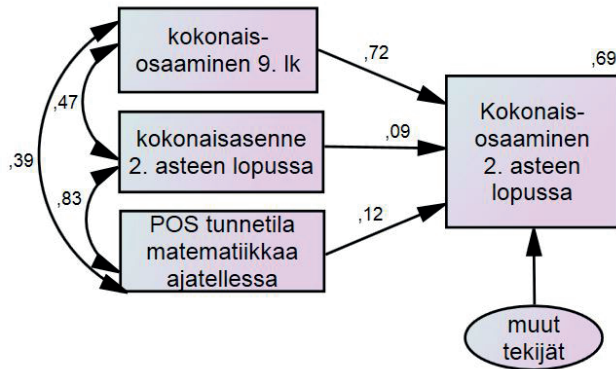 kokonais-
osaaminen 9. lk
,72
,69
Kokonais-
osaaminen
2. asteen
lopussa
,47
kokonaisasenne
2. asteen lopussa
,09
,39
,83
POS tunnetila
matematiikkaa
ajatellessa
,12
muut
tekijät